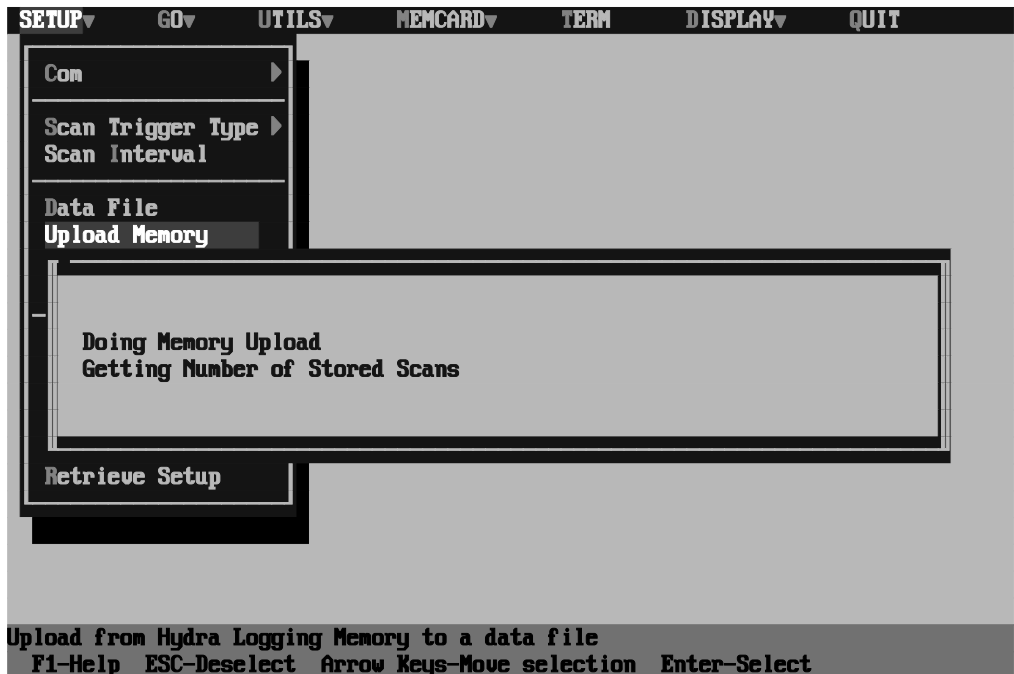 SETUP▼ GO▼ UTILS▼ MEMCARD▼ TERM DISPLAY▼ QUIT
Com
Scan Trigger Type
Scan Interval
Data File
Upload Memory
Doing Memory Upload
Getting Number of Stored Scans
Retrieve Setup
Upload from Hydra Logging Memory to a data file
F1-Help ESC-Deselect Arrow Keys-Move selection Enter-Select